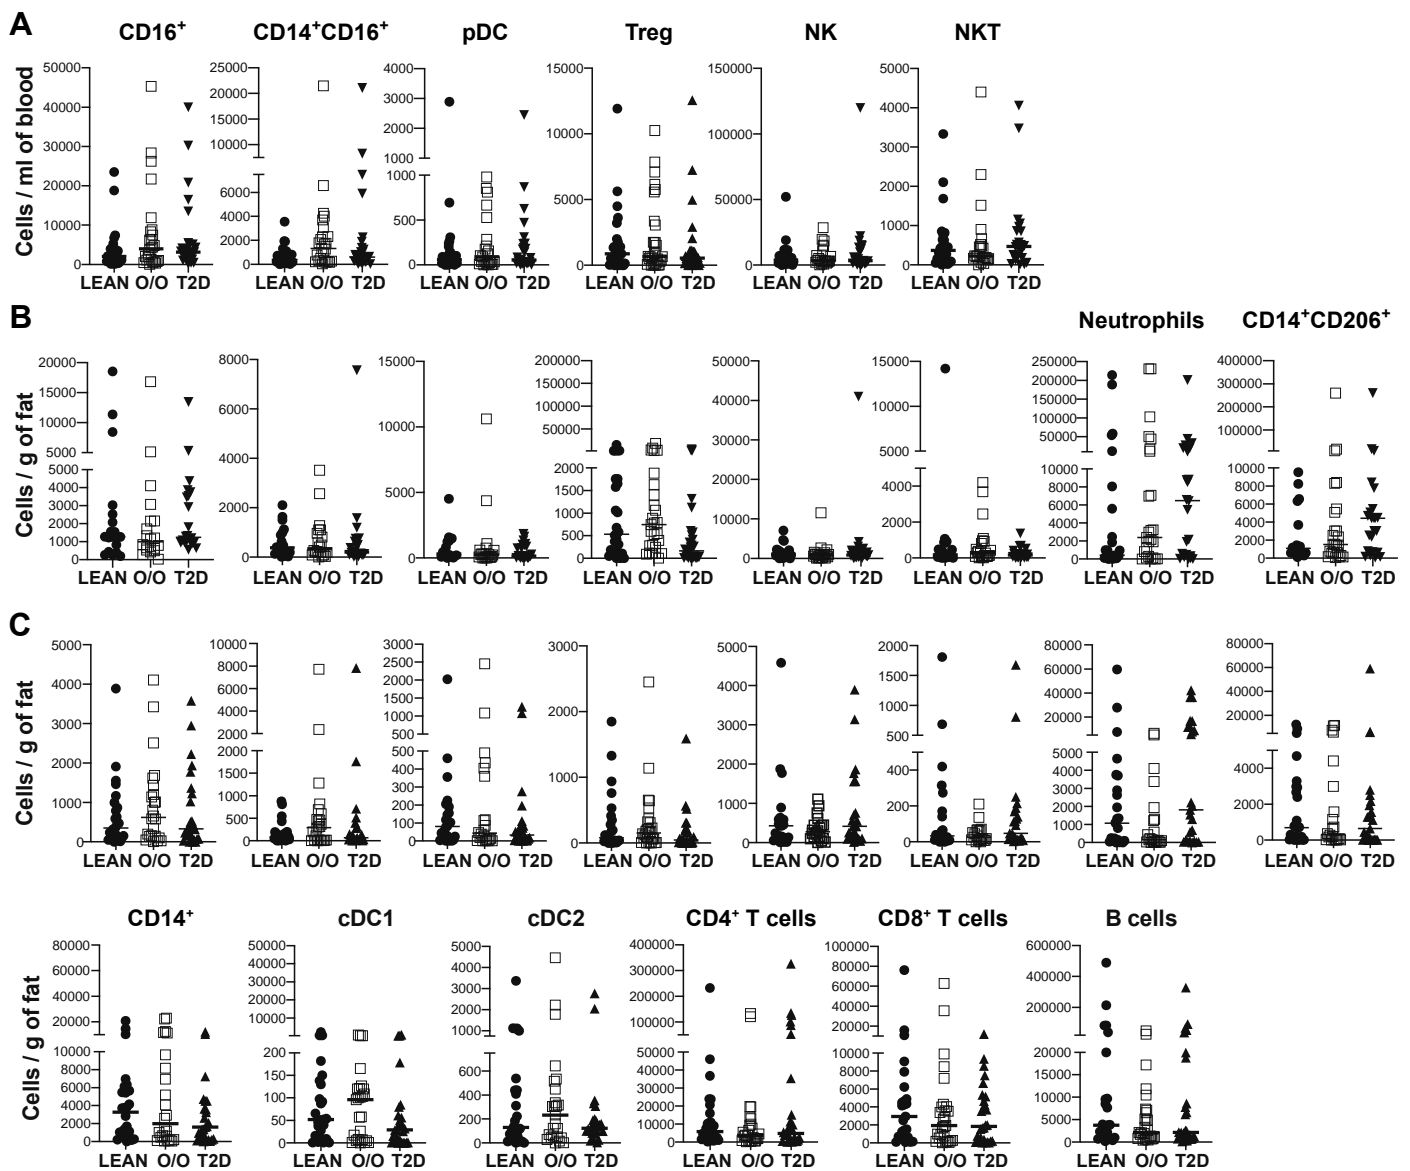 A
CD16⁺ CD14⁺CD16⁺ pDC Treg NK NKT
Cells / ml of blood
50000 40000 30000 20000 10000 0
25000 20000 15000 10000 6000 4000 2000 0
4000 3000 2000 1000 1000 500 0
15000 10000 5000 0
150000 100000 50000 0
5000 4000 3000 2000 1000 0
LEAN O/O T2D LEAN O/O T2D LEAN O/O T2D LEAN O/O T2D LEAN O/O T2D LEAN O/O T2D
B
Neutrophils CD14⁺CD206⁺
Cells / g of fat
20000 15000 10000 5000 5000 4000 3000 2000 1000 0
8000 6000 4000 2000 0
15000 10000 5000 0
200000 150000 100000 50000 2000 1500 1000 500 0
50000 40000 30000 20000 10000 0
15000 10000 5000 4000 2000 0
250000 200000 150000 100000 50000 10000 8000 6000 4000 2000 0
400000 300000 200000 100000 10000 8000 6000 4000 2000 0
LEAN O/O T2D LEAN O/O T2D LEAN O/O T2D LEAN O/O T2D LEAN O/O T2D LEAN O/O T2D LEAN O/O T2D LEAN O/O T2D
C
Cells / g of fat
5000 4000 3000 2000 1000 0
10000 8000 6000 4000 2000 2000 1500 1000 500 0
3000 2500 2000 1500 1000 500 500 400 300 200 100 0
3000 2000 1000 0
5000 4000 3000 2000 1000 0
2000 1500 1000 500 400 200 0
80000 60000 40000 20000 5000 4000 3000 2000 1000 0
80000 60000 40000 20000 4000 2000 0
LEAN O/O T2D LEAN O/O T2D LEAN O/O T2D LEAN O/O T2D LEAN O/O T2D LEAN O/O T2D LEAN O/O T2D LEAN O/O T2D
CD14⁺ cDC1 cDC2 CD4⁺ T cells CD8⁺ T cells B cells
Cells / g of fat
80000 60000 40000 20000 10000 8000 6000 4000 2000 0
50000 40000 30000 20000 10000 200 150 100 50 0
5000 4000 3000 2000 1000 600 400 200 0
400000 300000 200000 100000 50000 40000 30000 20000 10000 0
100000 80000 60000 40000 20000 10000 8000 6000 4000 2000 0
600000 400000 200000 20000 15000 10000 5000 0
LEAN O/O T2D LEAN O/O T2D LEAN O/O T2D LEAN O/O T2D LEAN O/O T2D LEAN O/O T2D